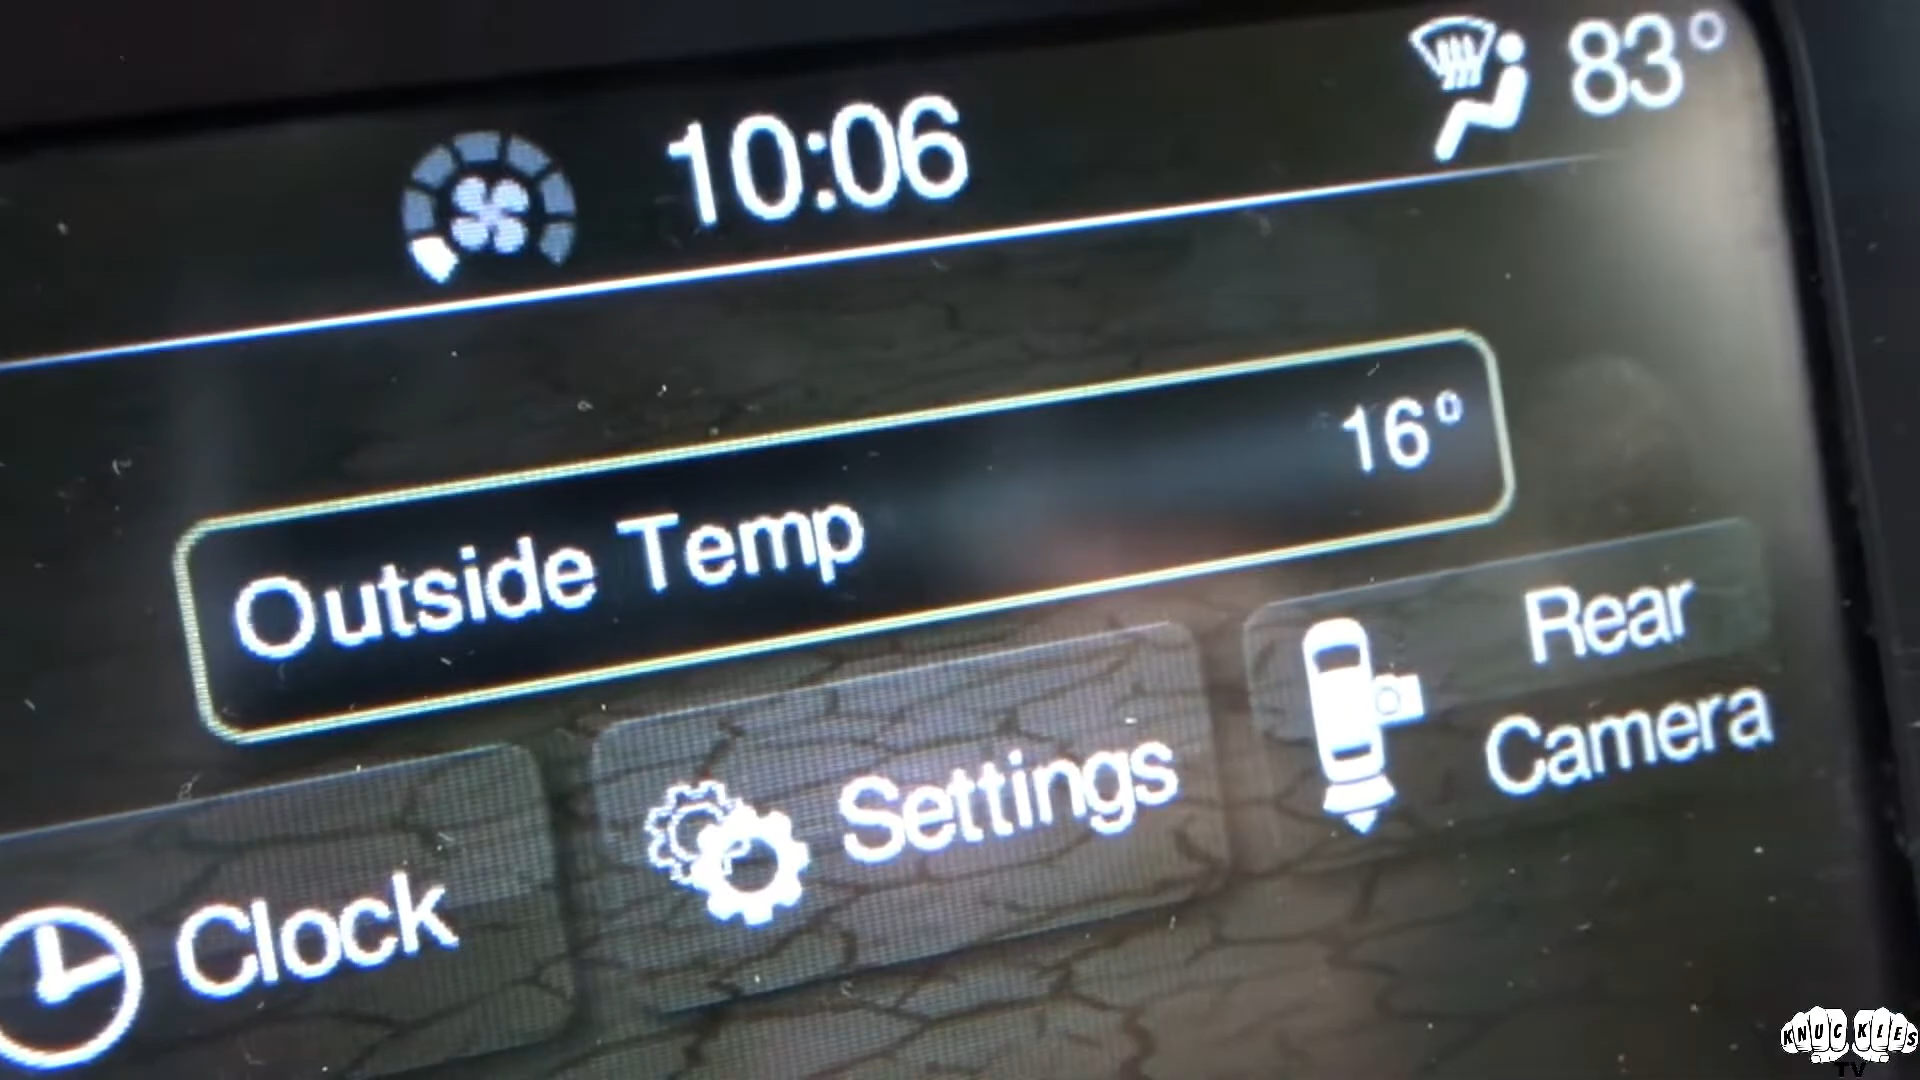 10:06
83°
Outside Temp
16°
Clock
Settings
Rear
Camera
KNUCKLES
TV